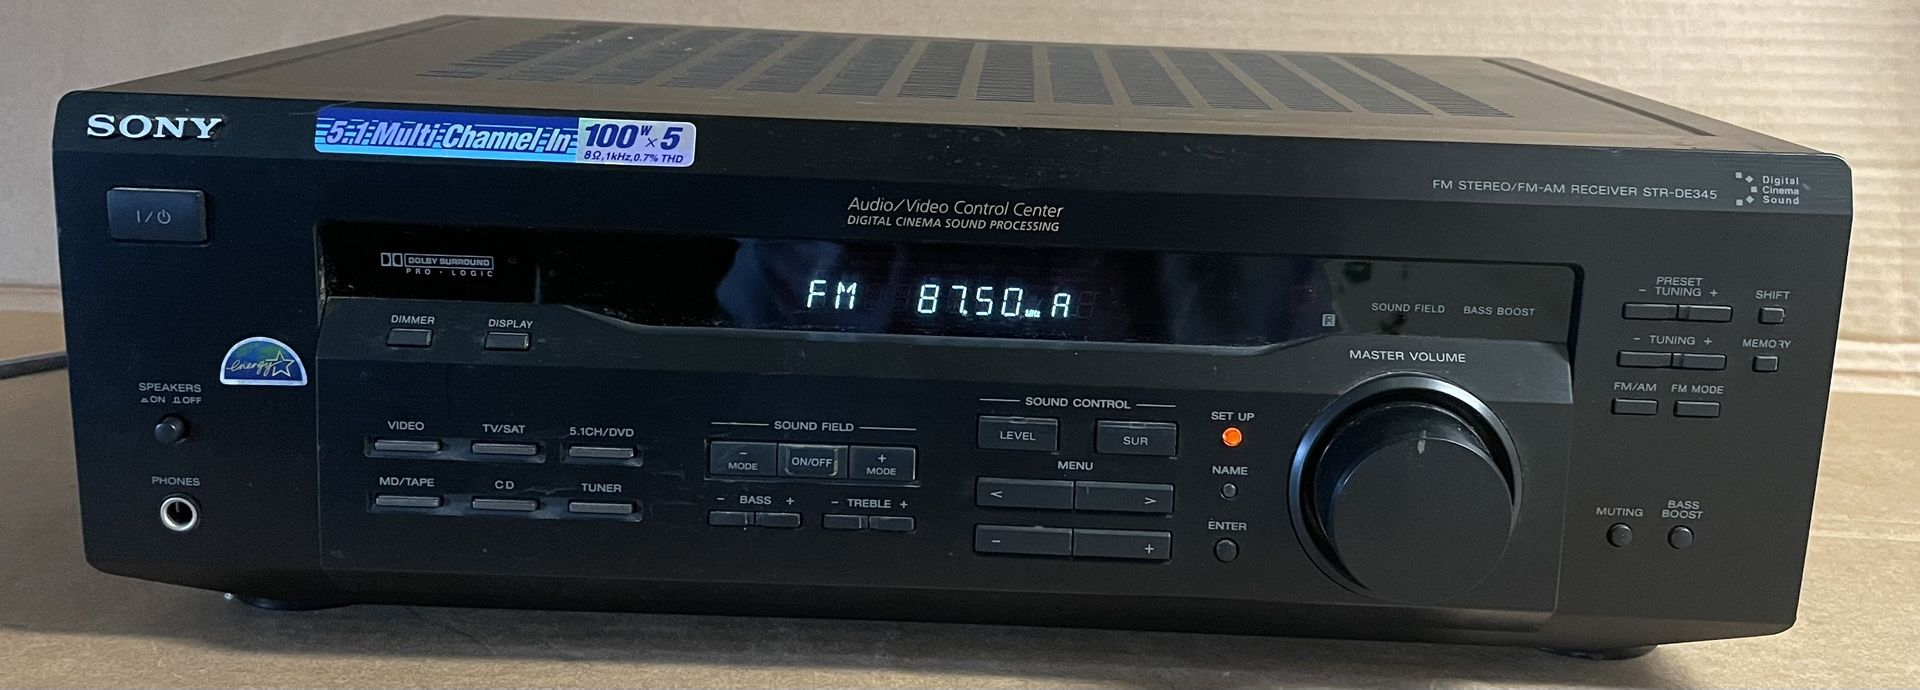 SONY
5.1 Multi Channel In 100W x 5
8Ω, 1kHz, 0.7% THD
FM STEREO/FM-AM RECEIVER STR-DE345
Digital
Cinema
Sound
I/⏻
Audio/Video Control Center
DIGITAL CINEMA SOUND PROCESSING
DOLBY SURROUND
PRO·LOGIC
FM 87.50 MHz A
SOUND FIELD BASS BOOST
DIMMER
DISPLAY
energy
SPEAKERS
ON OFF
PHONES
VIDEO TV/SAT 5.1CH/DVD
MD/TAPE CD TUNER
SOUND FIELD
- MODE ON/OFF + MODE
- BASS + - TREBLE +
SOUND CONTROL
LEVEL SUR
MENU
< >
- +
SET UP
NAME
ENTER
MASTER VOLUME
PRESET
- TUNING + SHIFT
- TUNING + MEMORY
FM/AM FM MODE
MUTING BASS
BOOST